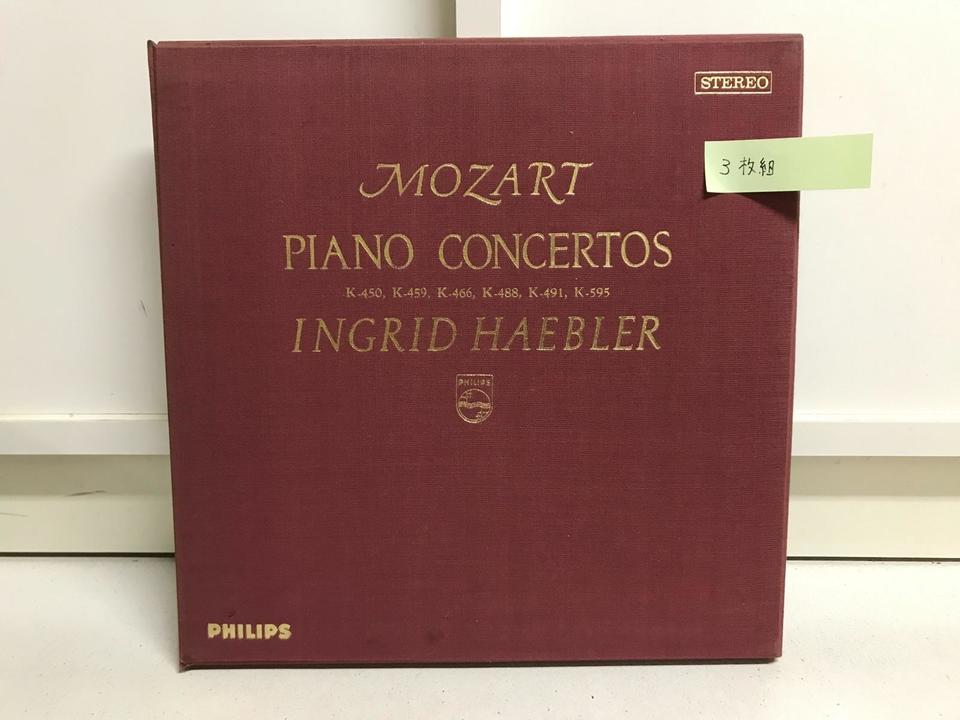 STEREO
3枚組
MOZART
PIANO CONCERTOS
K-450, K-459, K-466, K-488, K-491, K-595
INGRID HAEBLER
PHILIPS
PHILIPS